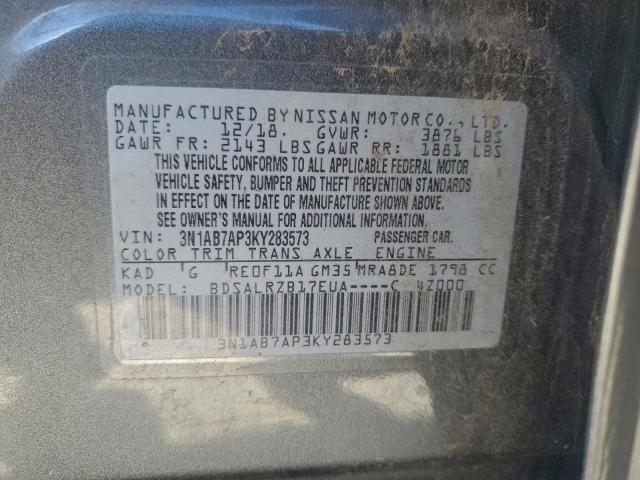 MANUFACTURED BY NISSAN MOTOR CO., LTD.
DATE: 12/18. GVWR: 3876 LBS
GAWR FR: 2143 LBS GAWR RR: 1881 LBS
THIS VEHICLE CONFORMS TO ALL APPLICABLE FEDERAL MOTOR
VEHICLE SAFETY, BUMPER AND THEFT PREVENTION STANDARDS
IN EFFECT ON THE DATE OF MANUFACTURE SHOWN ABOVE.
SEE OWNER'S MANUAL FOR ADDITIONAL INFORMATION.
VIN: 3N1AB7AP3KY283573 PASSENGER CAR.
COLOR TRIM TRANS AXLE ENGINE
KAD G RE0F11A GM35 MRA8DE 1798 CC
MODEL: BDSALRZB17EUA----C 4Z000
3N1AB7AP3KY283573